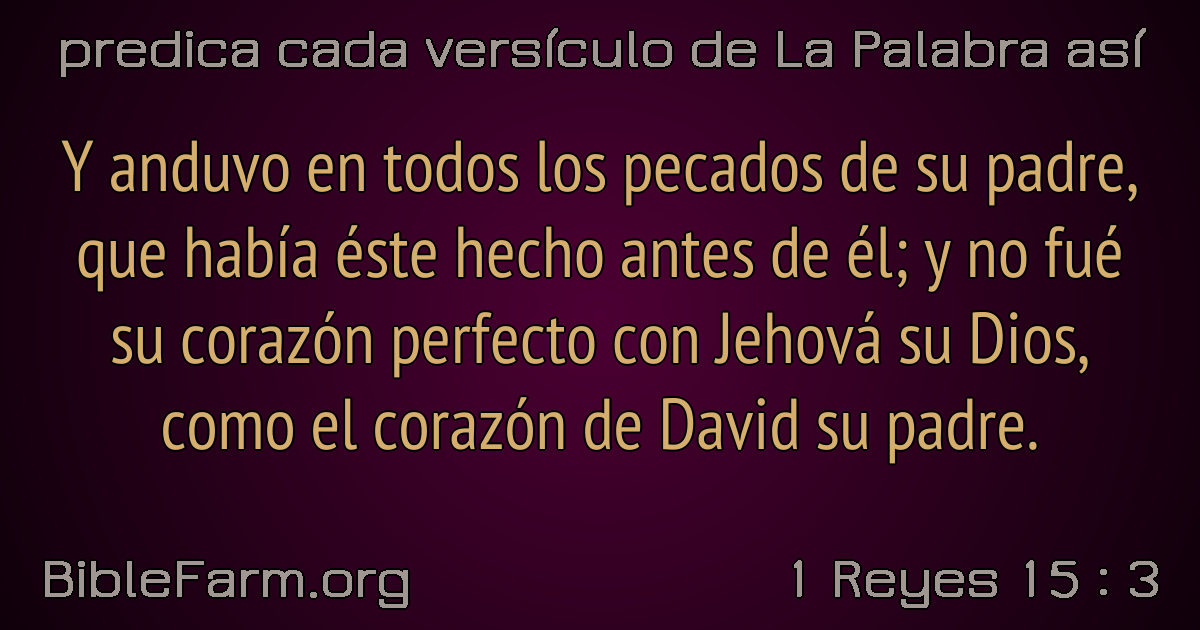 predica cada versículo de La Palabra así
Y anduvo en todos los pecados de su padre,
que había éste hecho antes de él; y no fué
su corazón perfecto con Jehová su Dios,
como el corazón de David su padre.
BibleFarm.org
1 Reyes 15 : 3